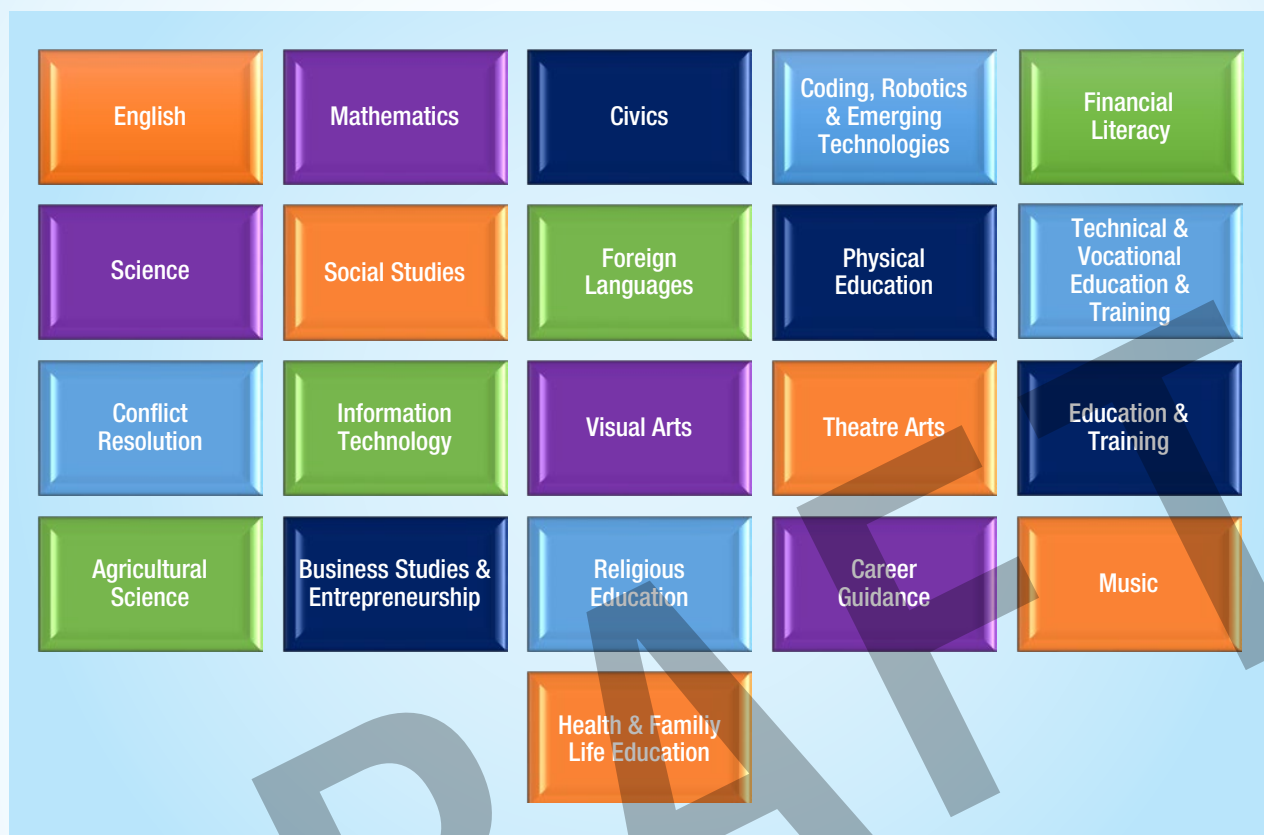 English
Mathematics
Civics
Coding, Robotics
& Emerging
Technologies
Financial
Literacy
Science
Social Studies
Foreign
Languages
Physical
Education
Technical &
Vocational
Education &
Training
Conflict
Resolution
Information
Technology
Visual Arts
Theatre Arts
Education &
Training
Agricultural
Science
Business Studies &
Entrepreneurship
Religious
Education
Career
Guidance
Music
Health & Familiy
Life Education
RAFT